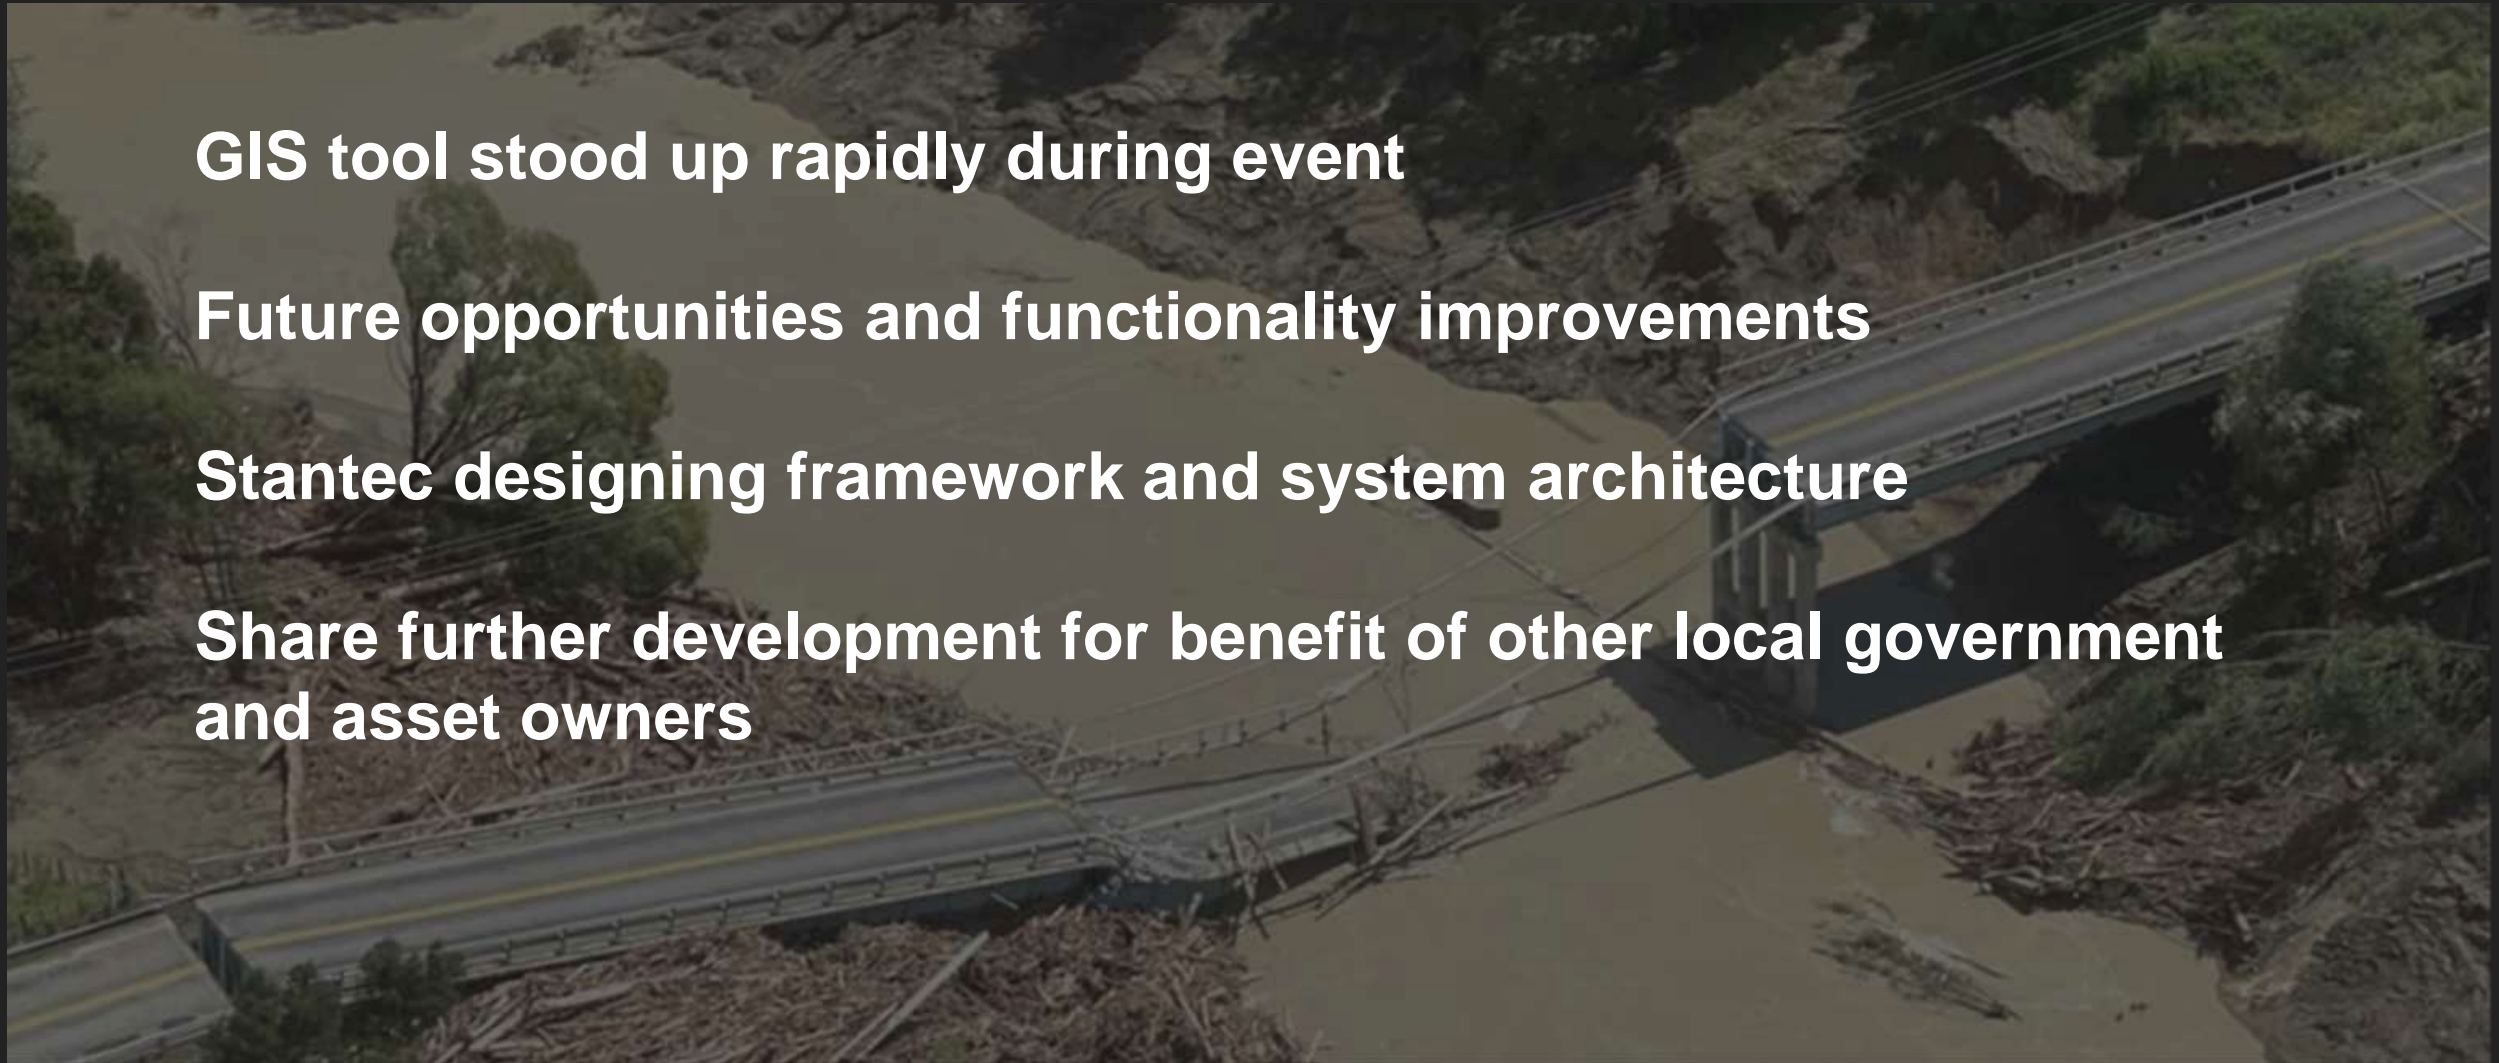 GIS tool stood up rapidly during event
Future opportunities and functionality improvements
Stantec designing framework and system architecture
Share further development for benefit of other local government
and asset owners